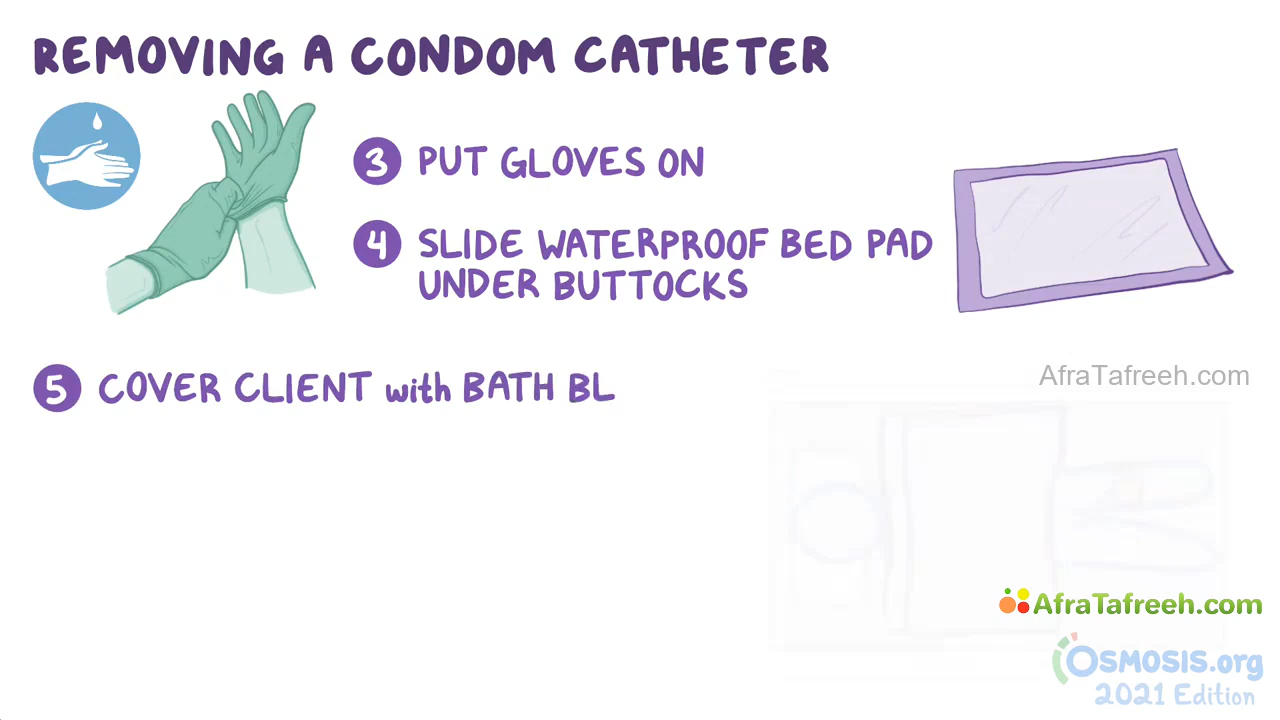 REMOVING A CONDOM CATHETER
3 PUT GLOVES ON
4 SLIDE WATERPROOF BED PAD
UNDER BUTTOCKS
5 COVER CLIENT with BATH BL
AfraTafreeh.com
AfraTafreeh.com
OSMOSIS.org
2021 Edition